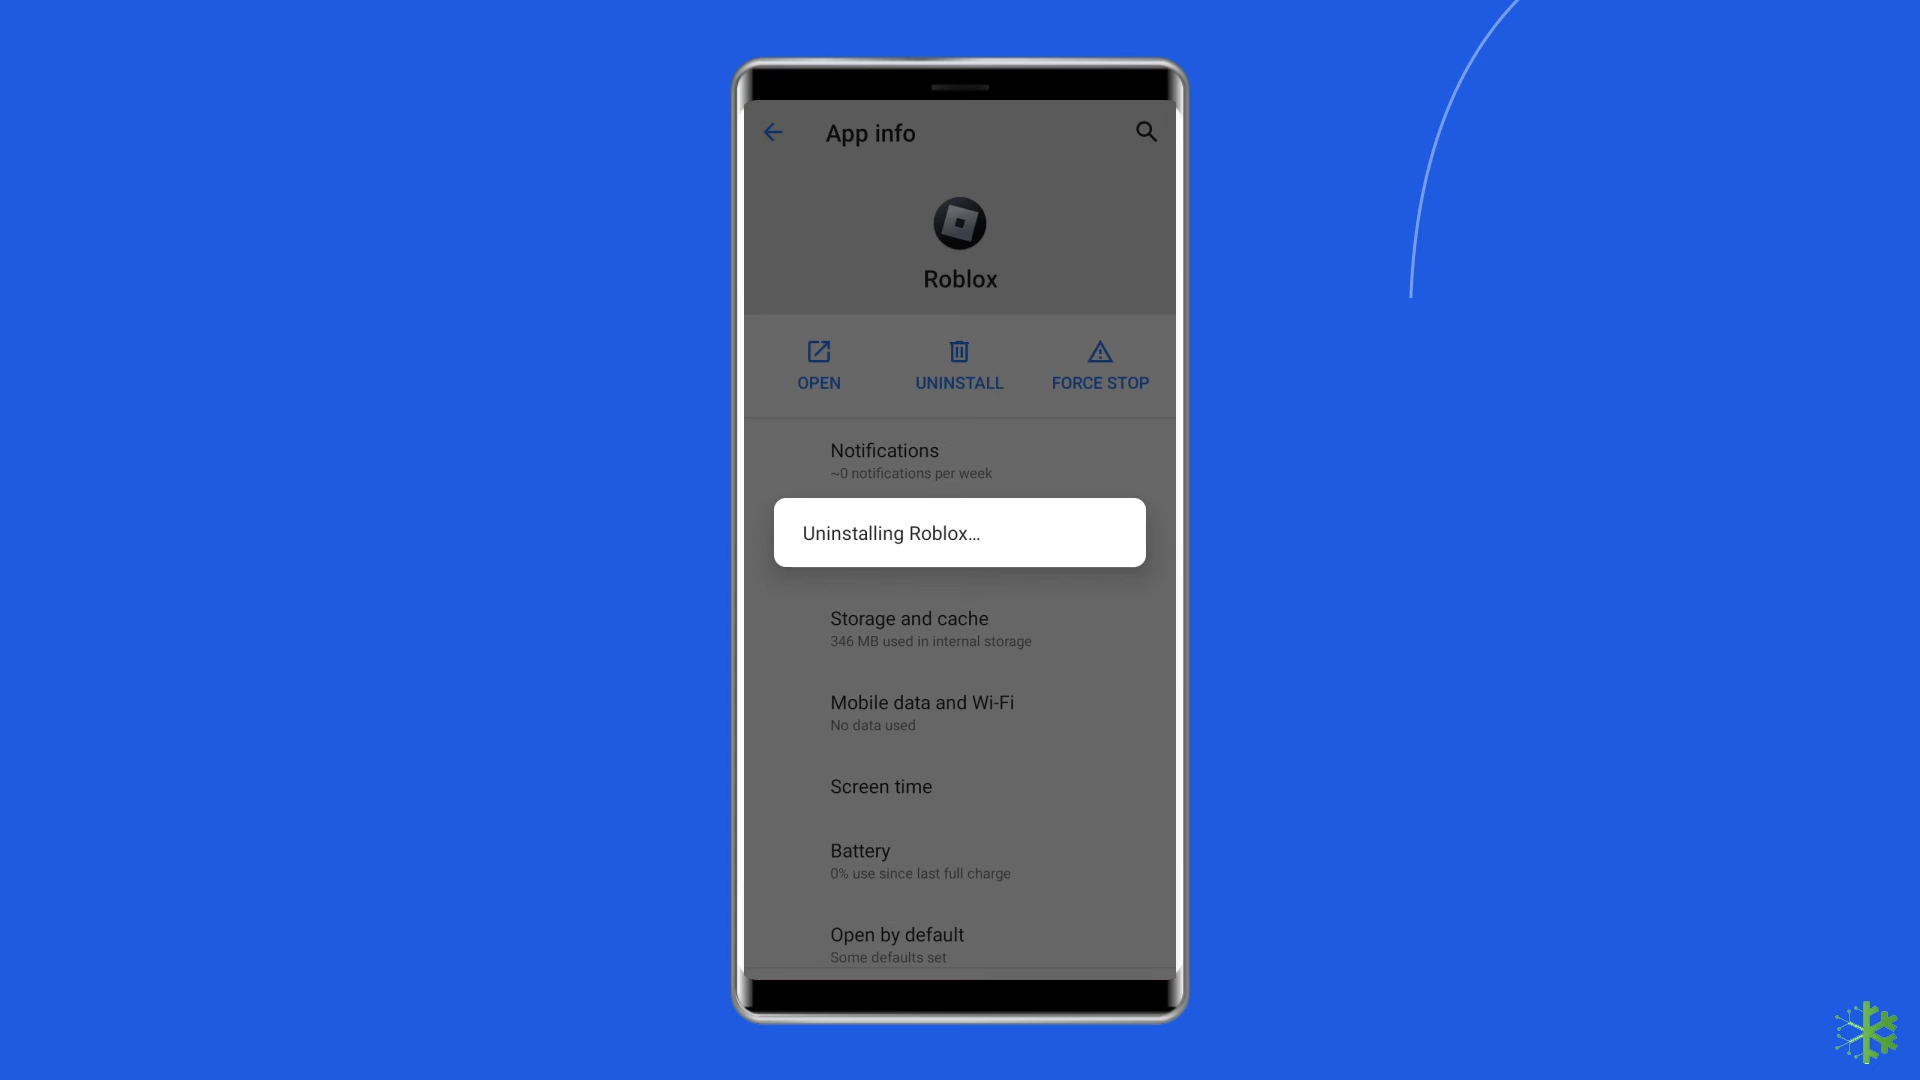 App info
Roblox
OPEN
UNINSTALL
FORCE STOP
Notifications
~0 notifications per week
Uninstalling Roblox…
Storage and cache
346 MB used in internal storage
Mobile data and Wi-Fi
No data used
Screen time
Battery
0% use since last full charge
Open by default
Some defaults set